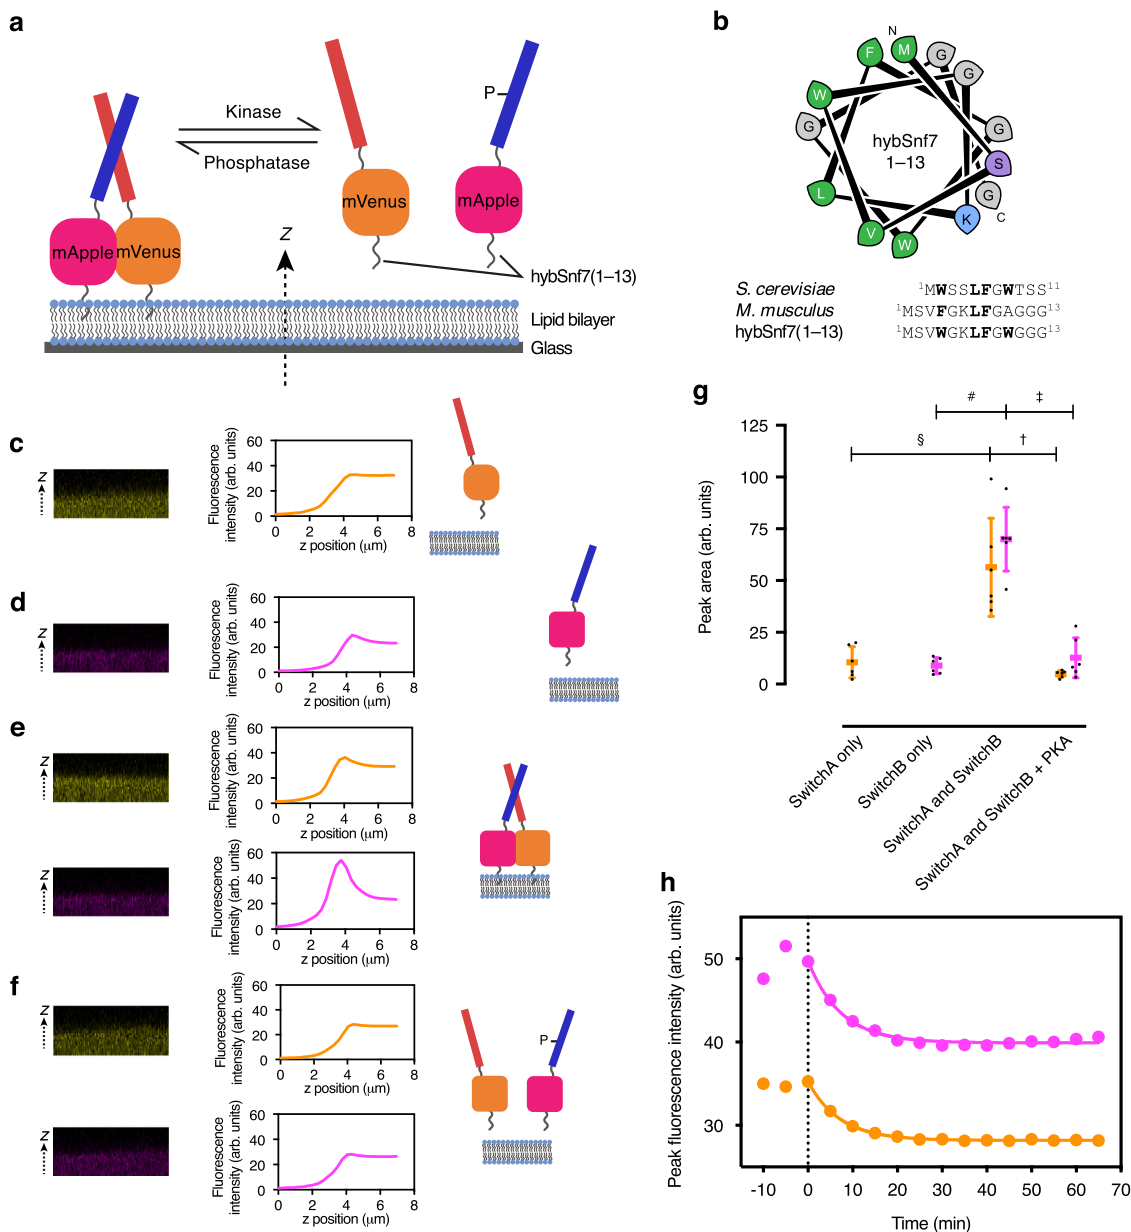 a
Kinase
Phosphatase
P
mApple
mVenus
mVenus
mApple
Z
hybSnf7(1–13)
Lipid bilayer
Glass
b
N
M
G
G
F
W
G
G
hybSnf7
1–13
S
G
C
L
K
V
W
S. cerevisiae ¹MWSSLFGWTSS¹¹
M. musculus ¹MSVFGKLFGAGGG¹³
hybSnf7(1–13) ¹MSVWGKLFGWGGG¹³
c
Z
Fluorescence
intensity (arb. units)
60
40
20
0
0 2 4 6 8
z position (μm)
d
Z
Fluorescence
intensity (arb. units)
60
40
20
0
0 2 4 6 8
z position (μm)
e
Z
Fluorescence
intensity (arb. units)
60
40
20
0
0 2 4 6 8
z position (μm)
Z
Fluorescence
intensity (arb. units)
60
40
20
0
0 2 4 6 8
z position (μm)
f
Z
Fluorescence
intensity (arb. units)
60
40
20
0
0 2 4 6 8
z position (μm)
P
Z
Fluorescence
intensity (arb. units)
60
40
20
0
0 2 4 6 8
z position (μm)
g
# ‡
§ †
Peak area (arb. units)
125
100
75
50
25
0
SwitchA only
SwitchB only
SwitchA and SwitchB
SwitchA and SwitchB + PKA
h
Peak fluorescence intensity (arb. units)
50
40
30
-10 0 10 20 30 40 50 60 70
Time (min)